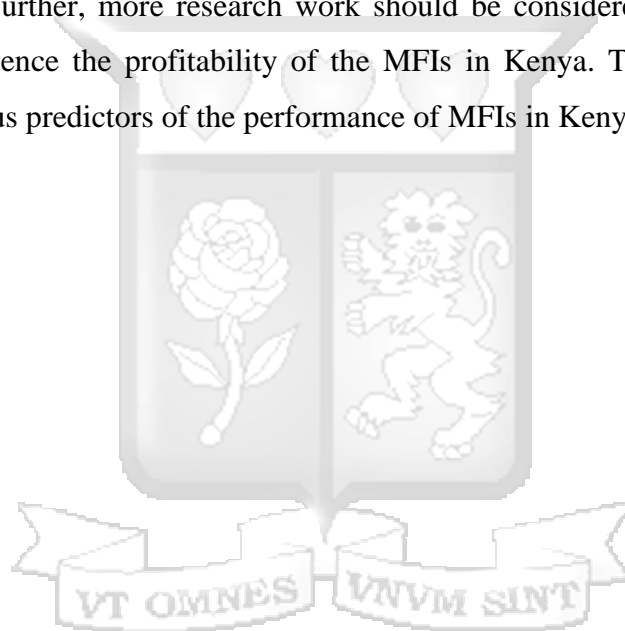 urther, more research work should be considere
ence the profitability of the MFIs in Kenya. T
us predictors of the performance of MFIs in Keny
VT OMNES VNVM SINT